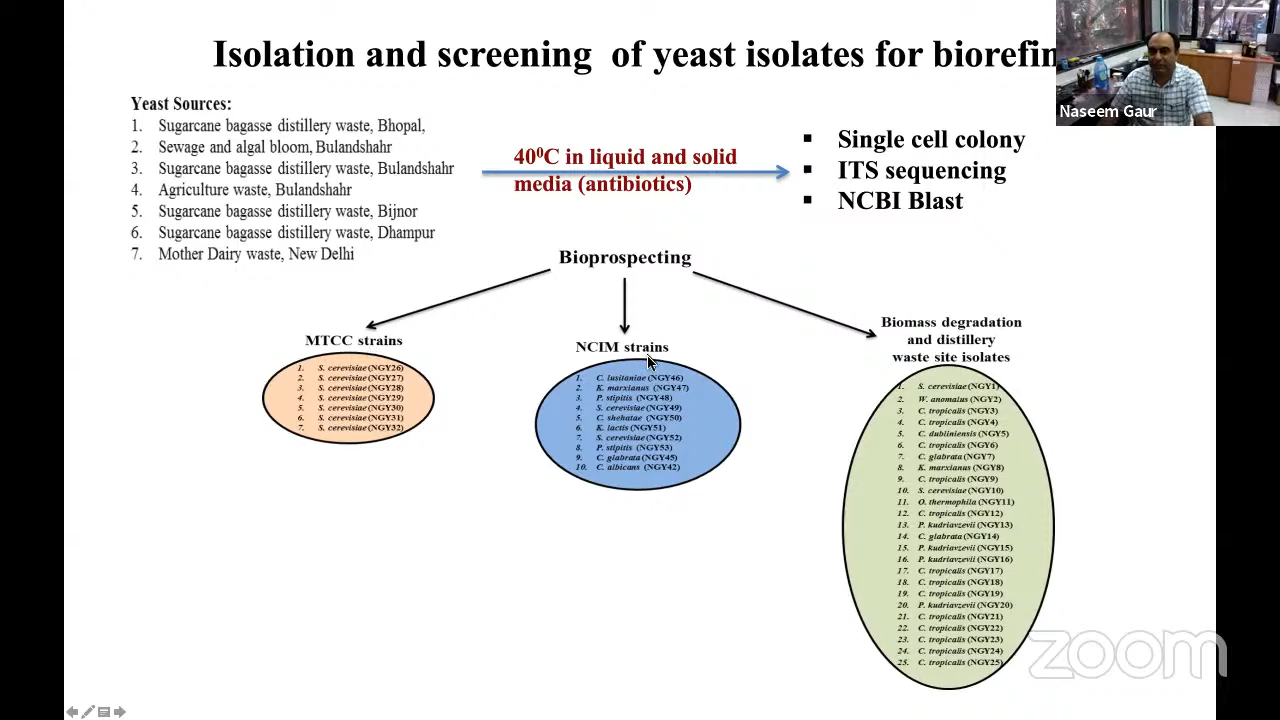 Isolation and screening of yeast isolates for biorefin
Naseem Gaur
Yeast Sources:
1. Sugarcane bagasse distillery waste, Bhopal,
2. Sewage and algal bloom, Bulandshahr
3. Sugarcane bagasse distillery waste, Bulandshahr
4. Agriculture waste, Bulandshahr
5. Sugarcane bagasse distillery waste, Bijnor
6. Sugarcane bagasse distillery waste, Dhampur
7. Mother Dairy waste, New Delhi
40⁰C in liquid and solid
media (antibiotics)
▪ Single cell colony
▪ ITS sequencing
▪ NCBI Blast
Bioprospecting
MTCC strains
1. S. cerevisiae (NGY26)
2. S. cerevisiae (NGY27)
3. S. cerevisiae (NGY28)
4. S. cerevisiae (NGY29)
5. S. cerevisiae (NGY30)
6. S. cerevisiae (NGY31)
7. S. cerevisiae (NGY32)
NCIM strains
1. C. lusitaniae (NGY46)
2. K. marxianus (NGY47)
3. P. stipitis (NGY48)
4. S. cerevisiae (NGY49)
5. C. shehatae (NGY50)
6. K. lactis (NGY51)
7. S. cerevisiae (NGY52)
8. P. stipitis (NGY53)
9. C. glabrata (NGY45)
10. C. albicans (NGY42)
Biomass degradation
and distillery
waste site isolates
1. S. cerevisiae (NGY1)
2. W. anomalus (NGY2)
3. C. tropicalis (NGY3)
4. C. tropicalis (NGY4)
5. C. dubliniensis (NGY5)
6. C. tropicalis (NGY6)
7. C. glabrata (NGY7)
8. K. marxianus (NGY8)
9. C. tropicalis (NGY9)
10. S. cerevisiae (NGY10)
11. O. thermophila (NGY11)
12. C. tropicalis (NGY12)
13. P. kudriavzevii (NGY13)
14. C. glabrata (NGY14)
15. P. kudriavzevii (NGY15)
16. P. kudriavzevii (NGY16)
17. C. tropicalis (NGY17)
18. C. tropicalis (NGY18)
19. C. tropicalis (NGY19)
20. P. kudriavzevii (NGY20)
21. C. tropicalis (NGY21)
22. C. tropicalis (NGY22)
23. C. tropicalis (NGY23)
24. C. tropicalis (NGY24)
25. C. tropicalis (NGY25)
zoom